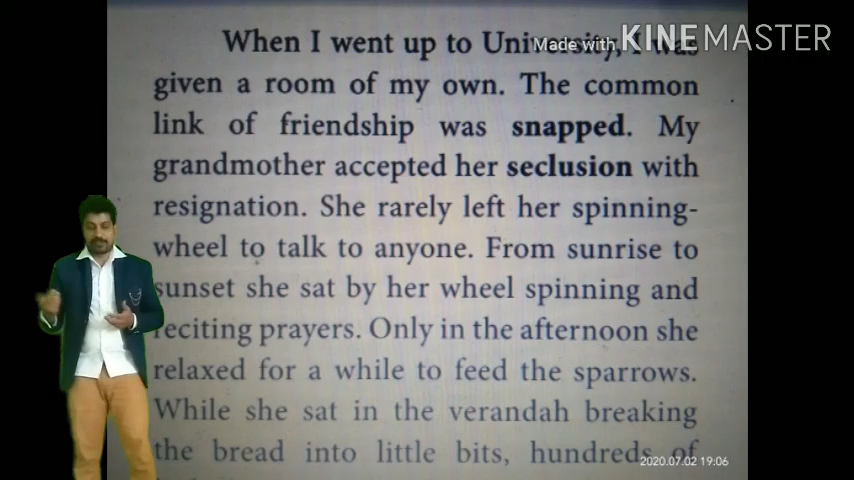 When I went up to University, I was
given a room of my own. The common
link of friendship was snapped. My
grandmother accepted her seclusion with
resignation. She rarely left her spinning-
wheel to talk to anyone. From sunrise to
sunset she sat by her wheel spinning and
reciting prayers. Only in the afternoon she
relaxed for a while to feed the sparrows.
While she sat in the verandah breaking
the bread into little bits, hundreds of
Made with KINEMASTER
2020.07.02 19:06